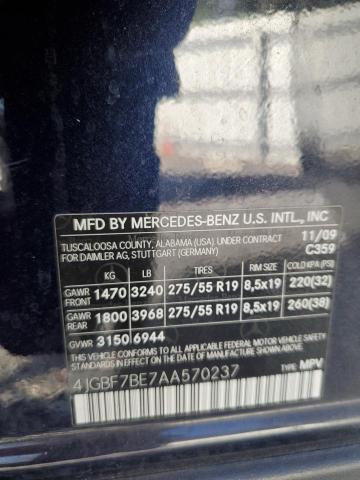 MFD BY MERCEDES-BENZ U.S. INTL., INC
TUSCALOOSA COUNTY, ALABAMA (USA) UNDER CONTRACT 11/09
FOR DAIMLER AG, STUTTGART (GERMANY) C359
KG LB TIRES RIM SIZE COLD KPA (PSI)
GAWR FRONT 1470 3240 275/55 R19 8,5x19 220(32)
GAWR REAR 1800 3968 275/55 R19 8,5x19 260(38)
GVWR 3150 6944
THIS VEHICLE CONFORMS TO ALL APPLICABLE FEDERAL MOTOR VEHICLE
SAFETY, BUMPER, AND THEFT PREVENTION STANDARDS IN EFFECT ON
THE DATE OF MANUFACTURE SHOWN ABOVE.
4JGBF7BE7AA570237 TYPE: MPV